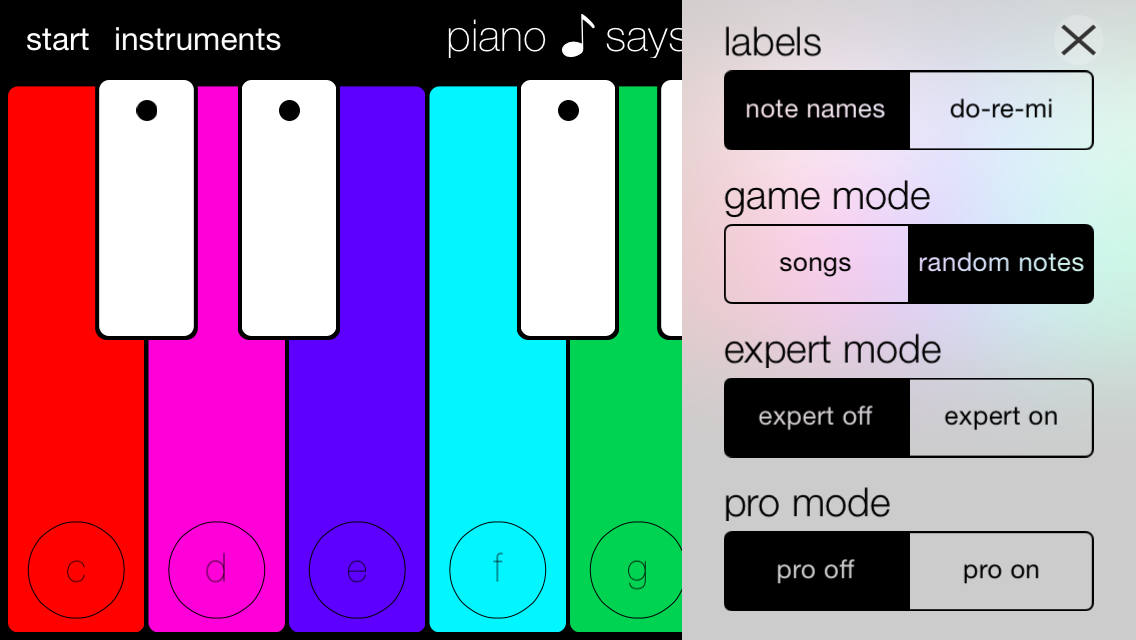 start instruments piano says
labels
note names do-re-mi
game mode
songs random notes
expert mode
expert off expert on
pro mode
pro off pro on
c d e f g